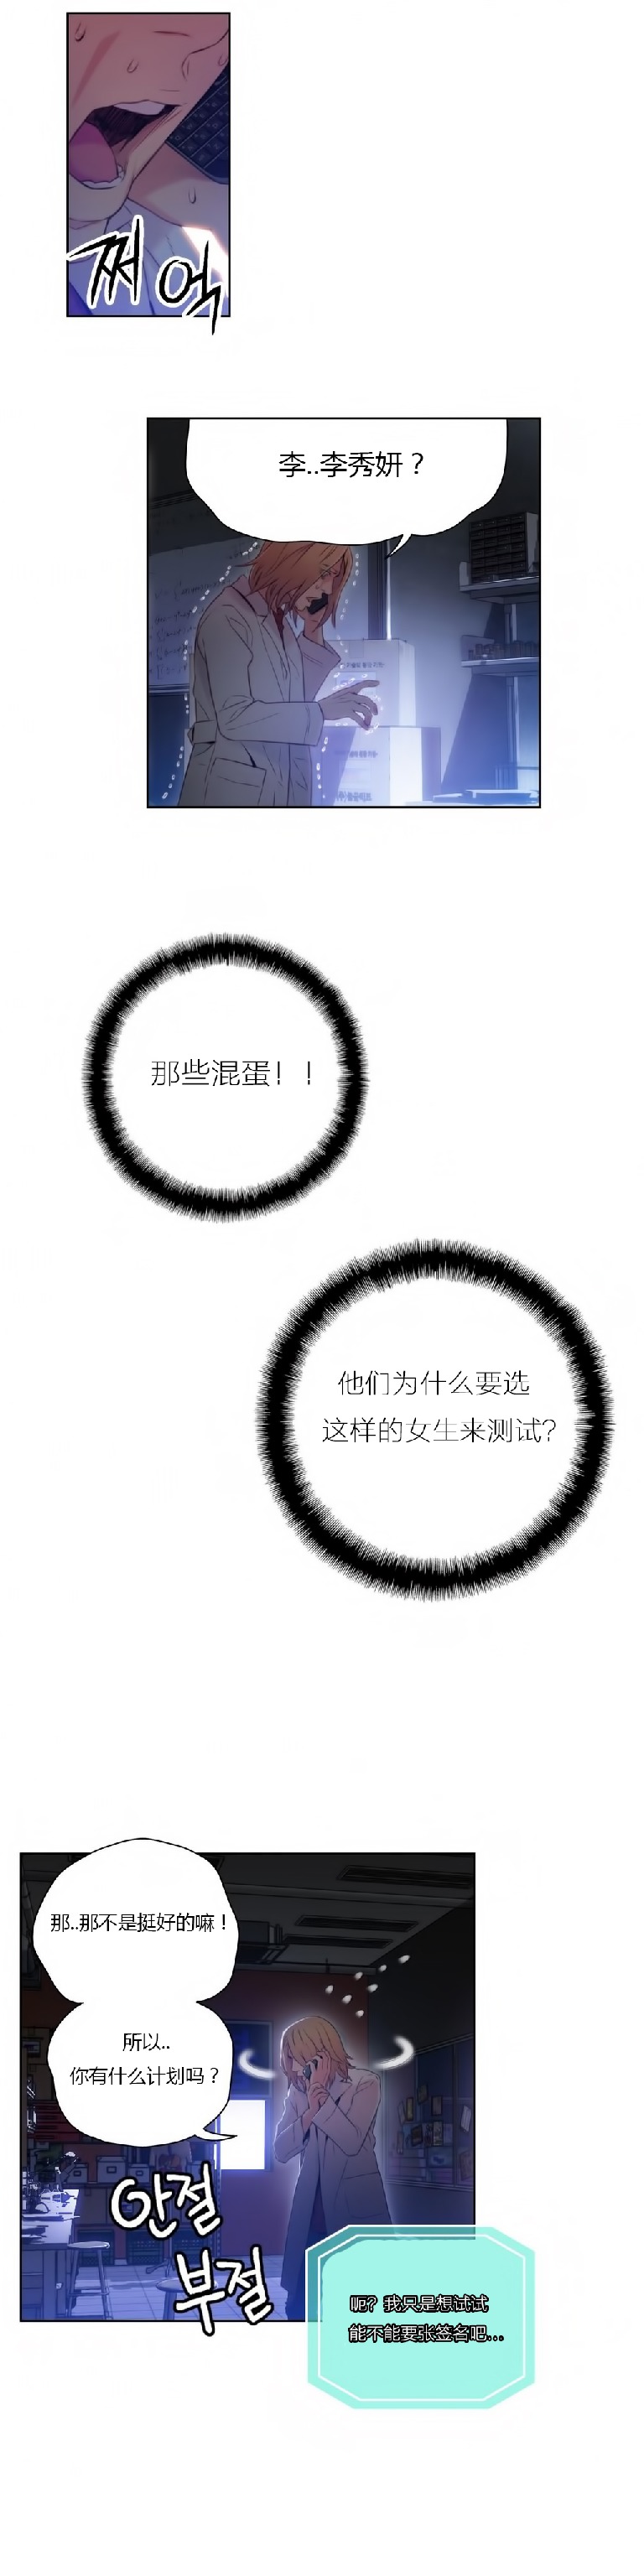 쩌억
李..李秀妍？
那些混蛋！！
他们为什么要选
这样的女生来测试?
那..那不是挺好的嘛！
所以..
你有什么计划吗？
안절
부절
呃？我只是想试试
能不能要张签名吧...